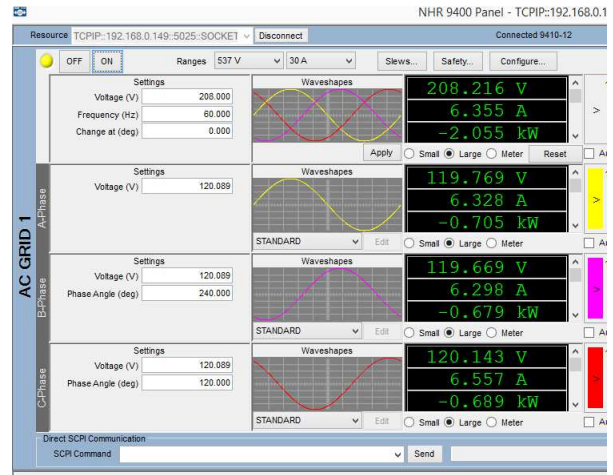 NHR 9400 Panel - TCPIP::192.168.0.1
Resource TCPIP::192.168.0.149::5025::SOCKET Disconnect Connected 9410-12
OFF ON Ranges 537 V 30 A Slews... Safety... Configure...
AC GRID 1
Settings Waveshapes
Voltage (V) 208.000 208.216 V
Frequency (Hz) 60.000 6.355 A
Change at (deg) 0.000 -2.055 kW
Apply Small Large Meter Reset
A-Phase
Settings Waveshapes
Voltage (V) 120.089 119.769 V
6.328 A
-0.705 kW
STANDARD Edit Small Large Meter
B-Phase
Settings Waveshapes
Voltage (V) 120.089 119.669 V
Phase Angle (deg) 240.000 6.298 A
-0.679 kW
STANDARD Edit Small Large Meter
C-Phase
Settings Waveshapes
Voltage (V) 120.089 120.143 V
Phase Angle (deg) 120.000 6.557 A
-0.689 kW
STANDARD Edit Small Large Meter
Direct SCPI Communication
SCPI Command Send